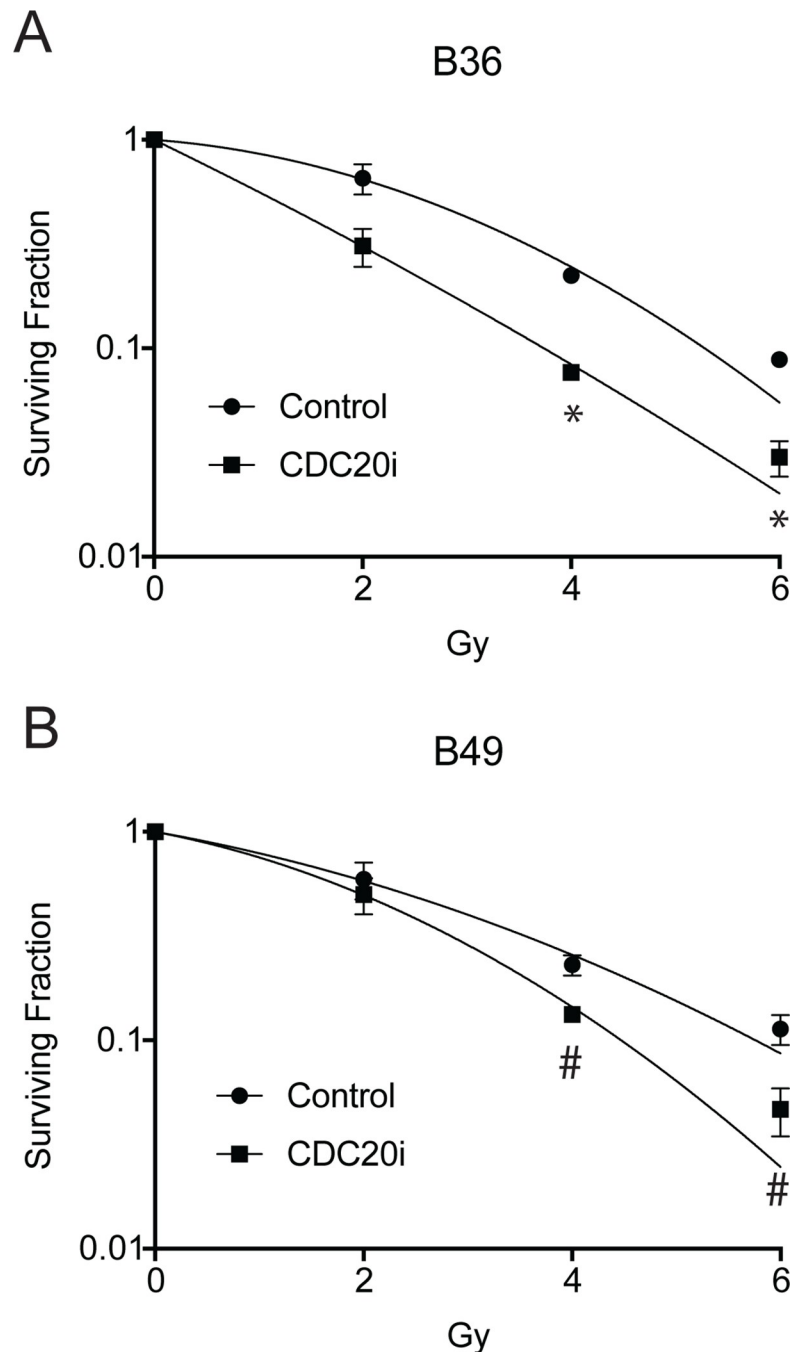 A
B36
1
0.1
0.01
Surviving Fraction
Control
CDC20i
*
*
0 2 4 6
Gy
B
B49
1
0.1
0.01
Surviving Fraction
Control
CDC20i
#
#
0 2 4 6
Gy